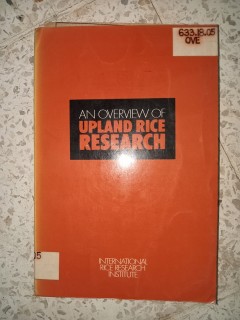 633.18.05
OVE
AN OVERVIEW OF
UPLAND RICE
RESEARCH
INTERNATIONAL
RICE RESEARCH
INSTITUTE